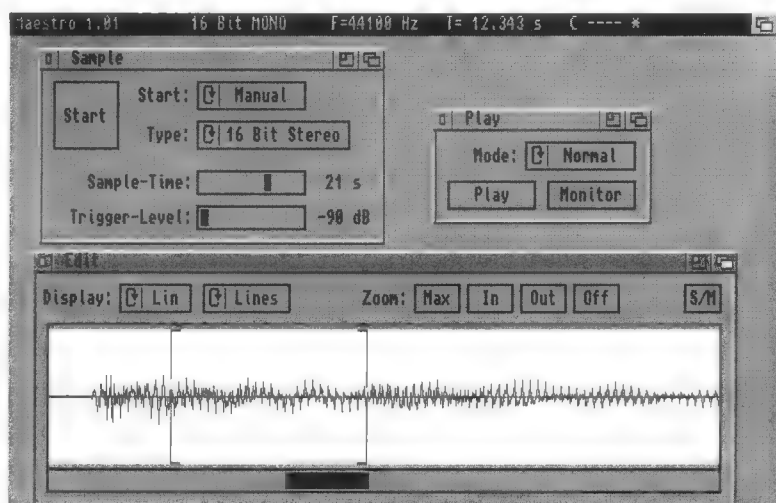 Maestro 1.01 16 Bit MONO F=44100 Hz T= 12.343 s C ---- *
Sample
Start
Start: Manual
Type: 16 Bit Stereo
Sample-Time: 21 s
Trigger-Level: -90 dB
Play
Mode: Normal
Play Monitor
Edit
Display: Lin Lines Zoom: Max In Out Off S/M